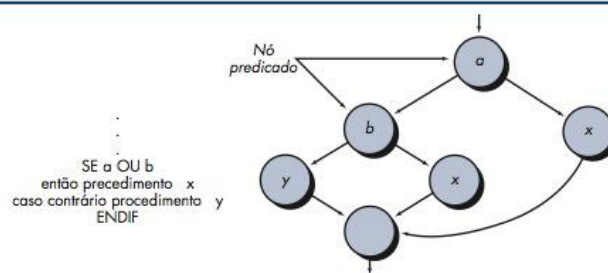 Nó
predicado
a
b
x
y
x
.
.
.
SE a OU b
então precedimento x
caso contrário procedimento y
ENDIF